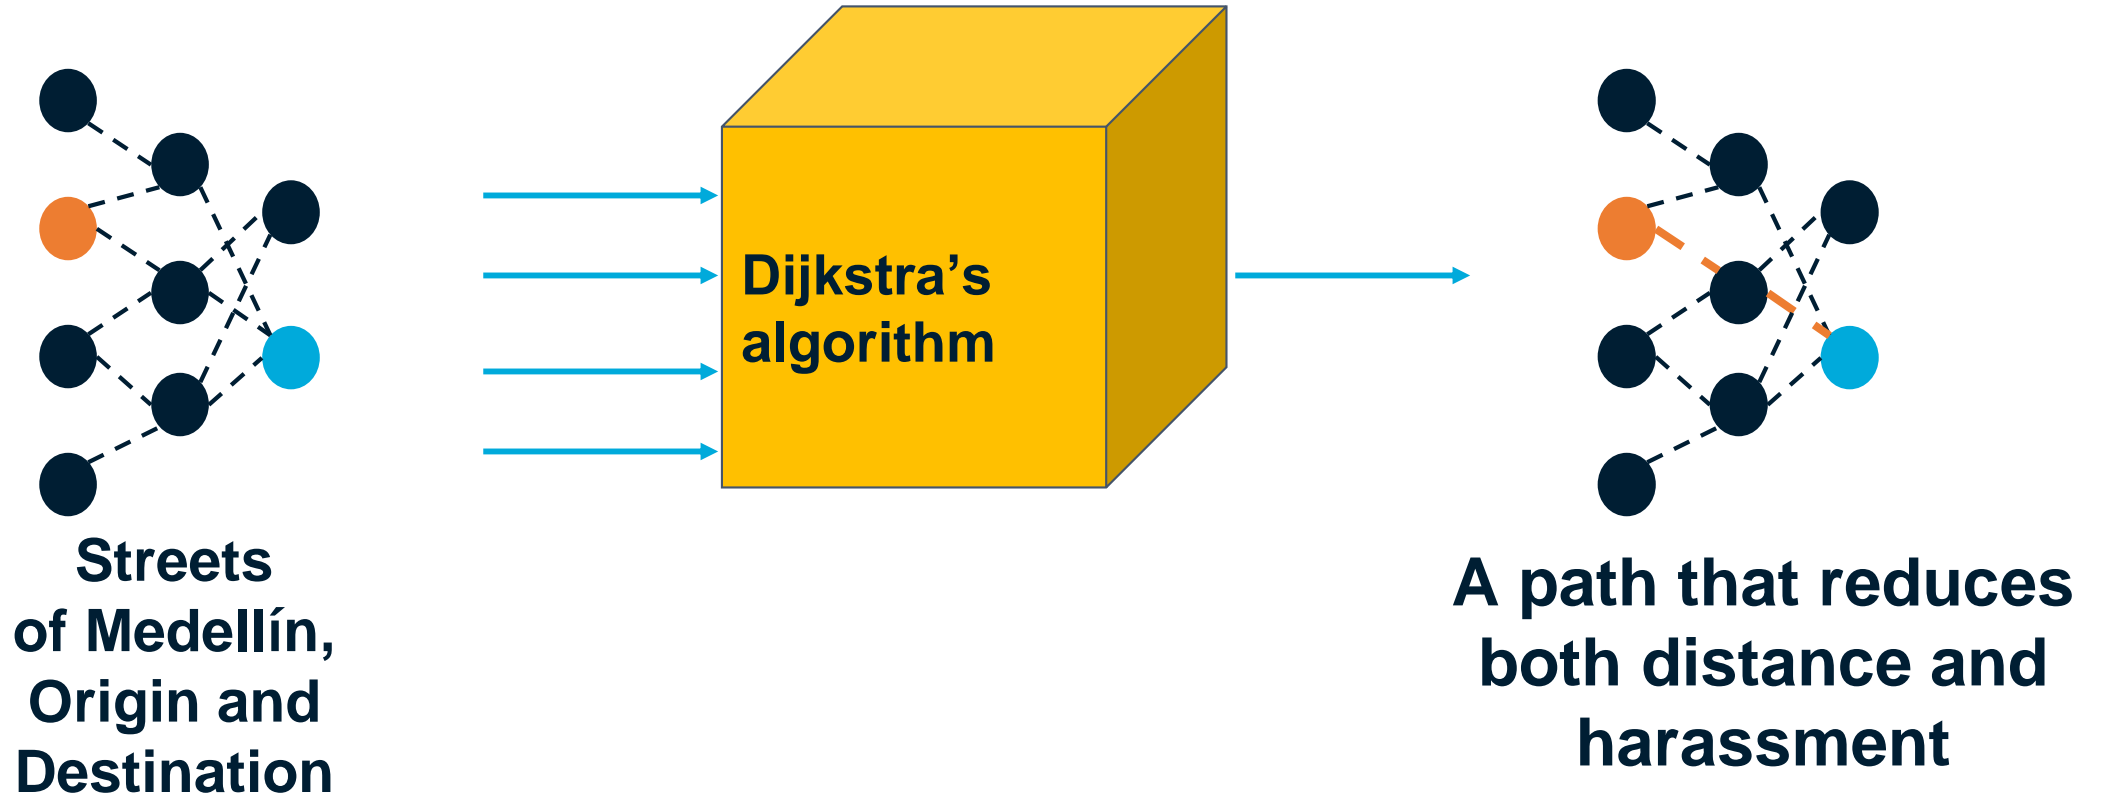 Streets
of Medellín,
Origin and
Destination
Dijkstra’s
algorithm
A path that reduces
both distance and
harassment